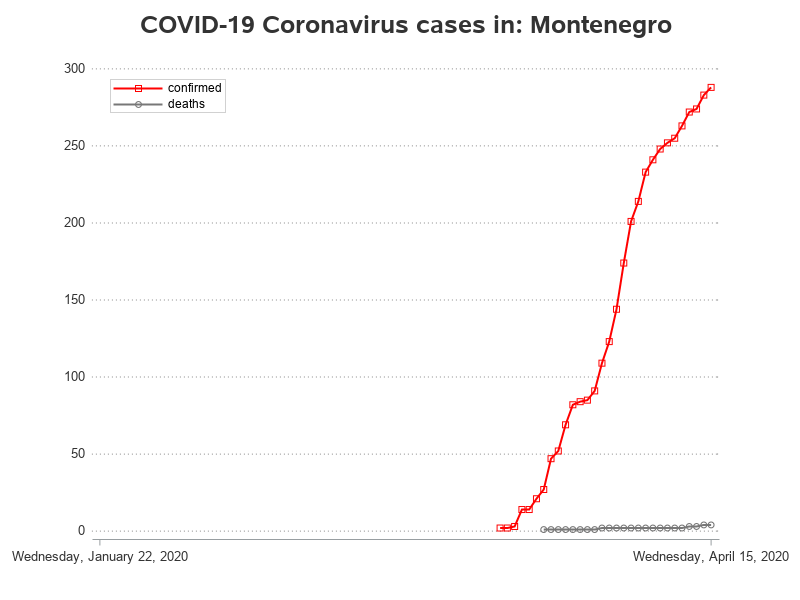 COVID-19 Coronavirus cases in: Montenegro
300
confirmed
deaths
250
200
150
100
50
0
Wednesday, January 22, 2020
Wednesday, April 15, 2020